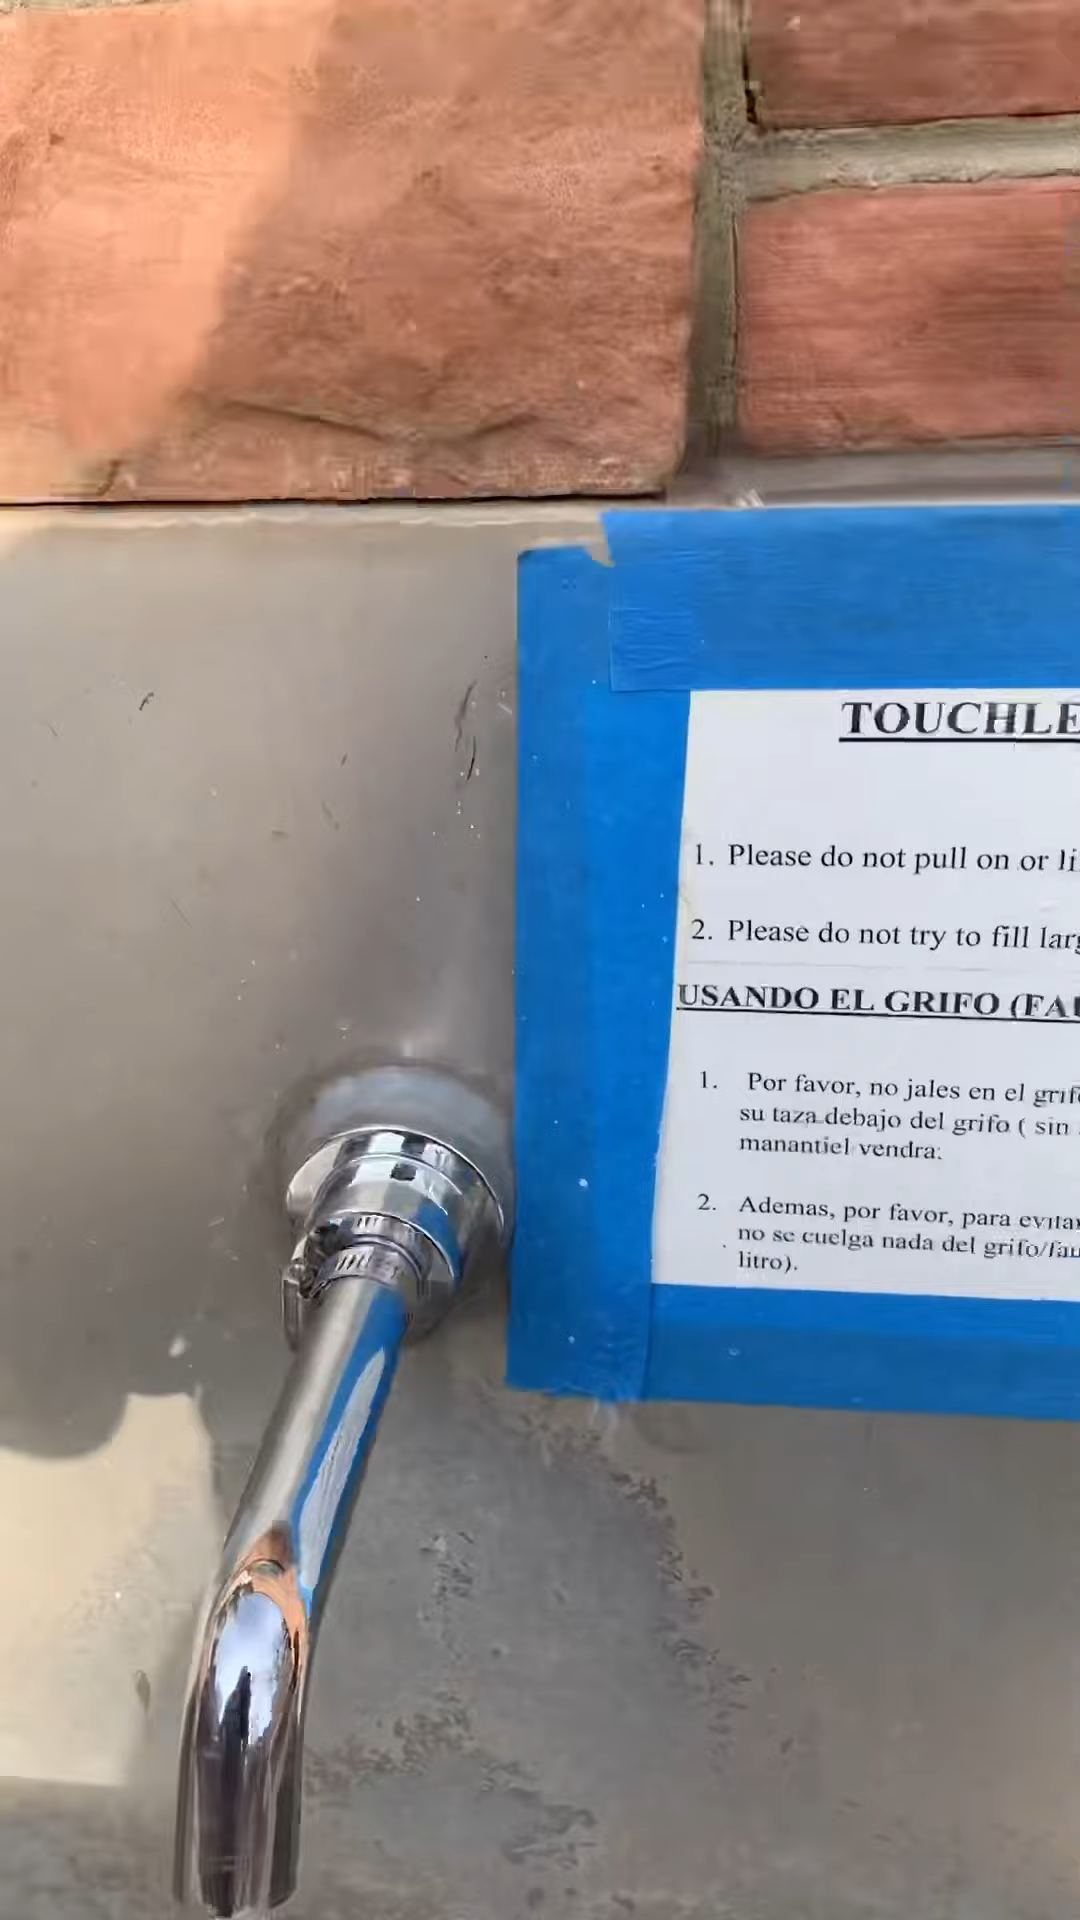 TOUCHLE
1. Please do not pull on or li
2. Please do not try to fill larg
USANDO EL GRIFO (FAU
1. Por favor, no jales en el grifo
su taza debajo del grifo ( sin
manantiel vendra.
2. Ademas, por favor, para evitar
no se cuelga nada del grifo/fau
litro).